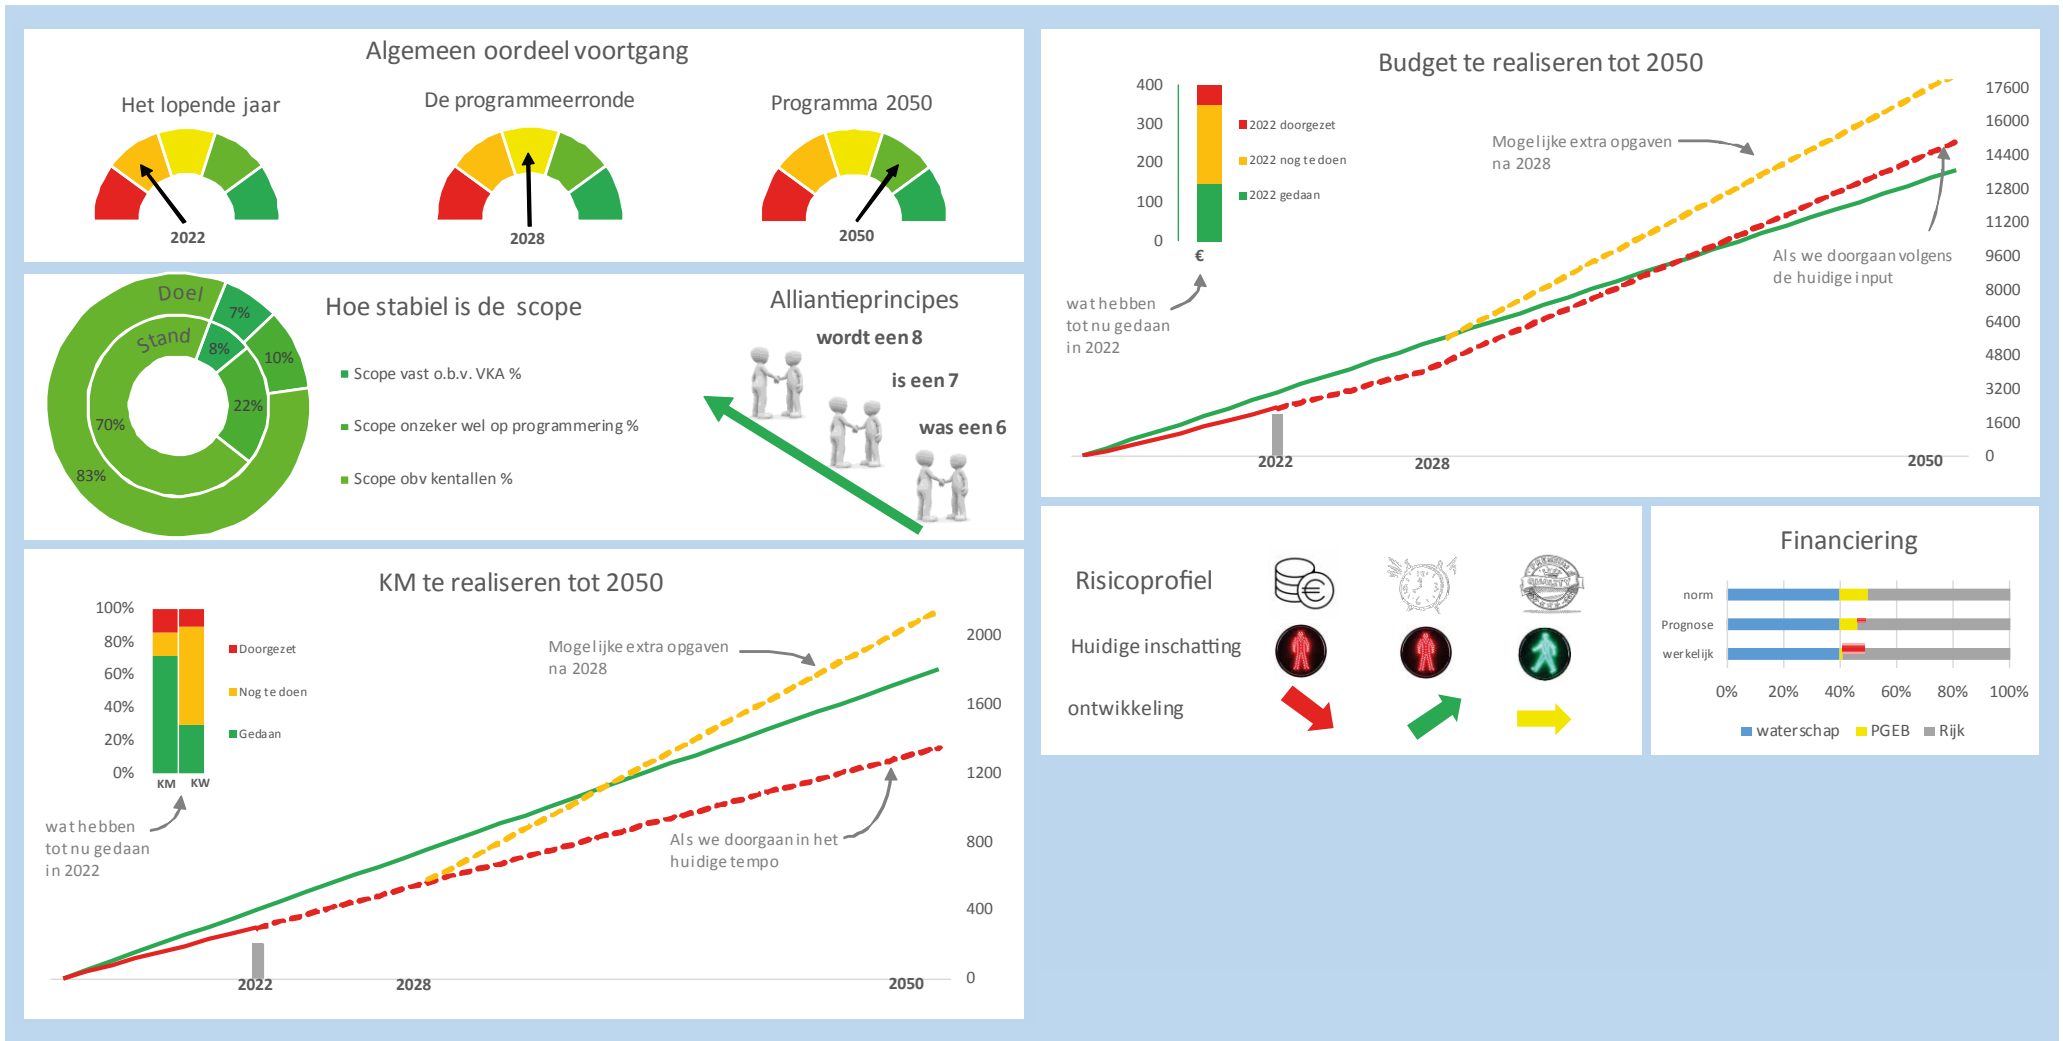 Algemeen oordeel voortgang
Het lopende jaar
De programmeerronde
Programma 2050
2022
2028
2050
Doel
Stand
7%
8%
10%
22%
70%
83%
Hoe stabiel is de scope
Scope vast o.b.v. VKA %
Scope onzeker wel op programmering %
Scope obv kentallen %
Alliantieprincipes
wordt een 8
is een 7
was een 6
KM te realiseren tot 2050
100%
80%
60%
40%
20%
0%
KM KW
Doorgezet
Nog te doen
Gedaan
wat hebben
tot nu gedaan
in 2022
Mogelijke extra opgaven
na 2028
Als we doorgaan in het
huidige tempo
2000
1600
1200
800
400
0
2022
2028
2050
Budget te realiseren tot 2050
400
300
200
100
0
€
2022 doorgezet
2022 nog te doen
2022 gedaan
wat hebben
tot nu gedaan
in 2022
Mogelijke extra opgaven
na 2028
Als we doorgaan volgens
de huidige input
17600
16000
14400
12800
11200
9600
8000
6400
4800
3200
1600
0
2022
2028
2050
Risicoprofiel
€
QUALITY
Huidige inschatting
ontwikkeling
Financiering
norm
Prognose
werkelijk
0% 20% 40% 60% 80% 100%
waterschap PGEB Rijk